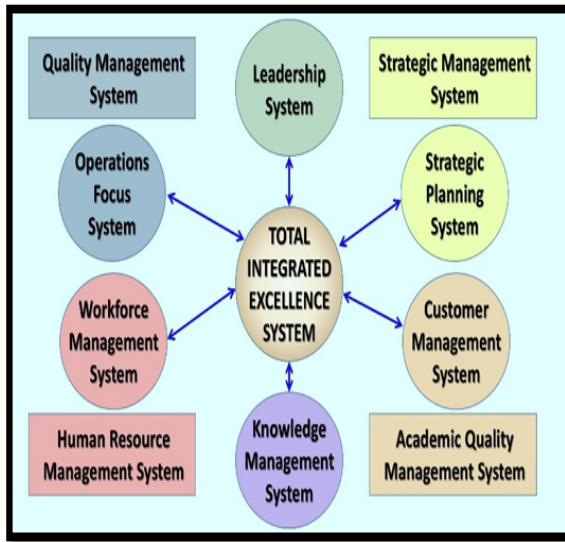 Quality Management
System
Leadership
System
Strategic Management
System
Operations
Focus
System
Strategic
Planning
System
TOTAL
INTEGRATED
EXCELLENCE
SYSTEM
Workforce
Management
System
Customer
Management
System
Human Resource
Management System
Knowledge
Management
System
Academic Quality
Management System